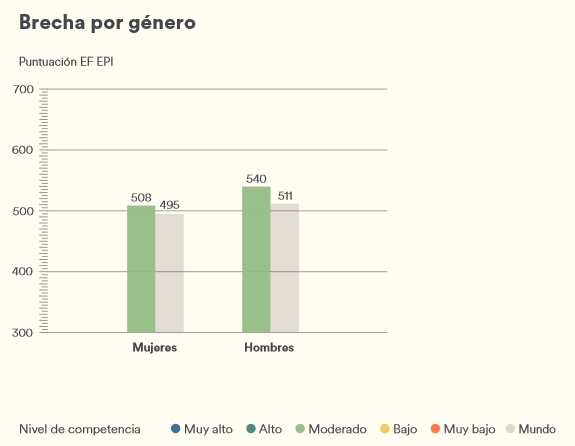 Brecha por género
Puntuación EF EPI
700
600
500
400
300
508
495
540
511
Mujeres
Hombres
Nivel de competencia
Muy alto
Alto
Moderado
Bajo
Muy bajo
Mundo